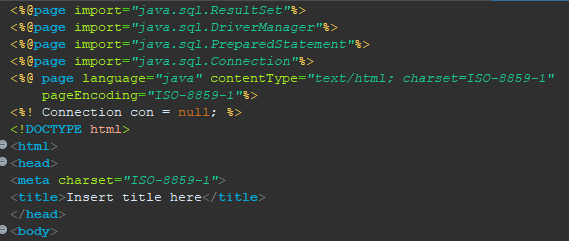 <%@page import="java.sql.ResultSet"%>
<%@page import="java.sql.DriverManager"%>
<%@page import="java.sql.PreparedStatement"%>
<%@page import="java.sql.Connection"%>
<%@ page language="java" contentType="text/html; charset=ISO-8859-1"
    pageEncoding="ISO-8859-1"%>
<%! Connection con = null; %>
<!DOCTYPE html>
<html>
<head>
<meta charset="ISO-8859-1">
<title>Insert title here</title>
</head>
<body>